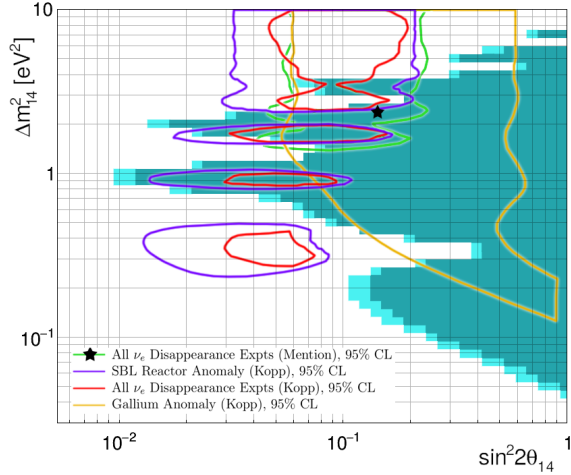 10
Δm²₁₄ [eV²]
1
10⁻¹
All νₑ Disappearance Expts (Mention), 95% CL
SBL Reactor Anomaly (Kopp), 95% CL
All νₑ Disappearance Expts (Kopp), 95% CL
Gallium Anomaly (Kopp), 95% CL
10⁻² 10⁻¹ 1
sin²2θ₁₄